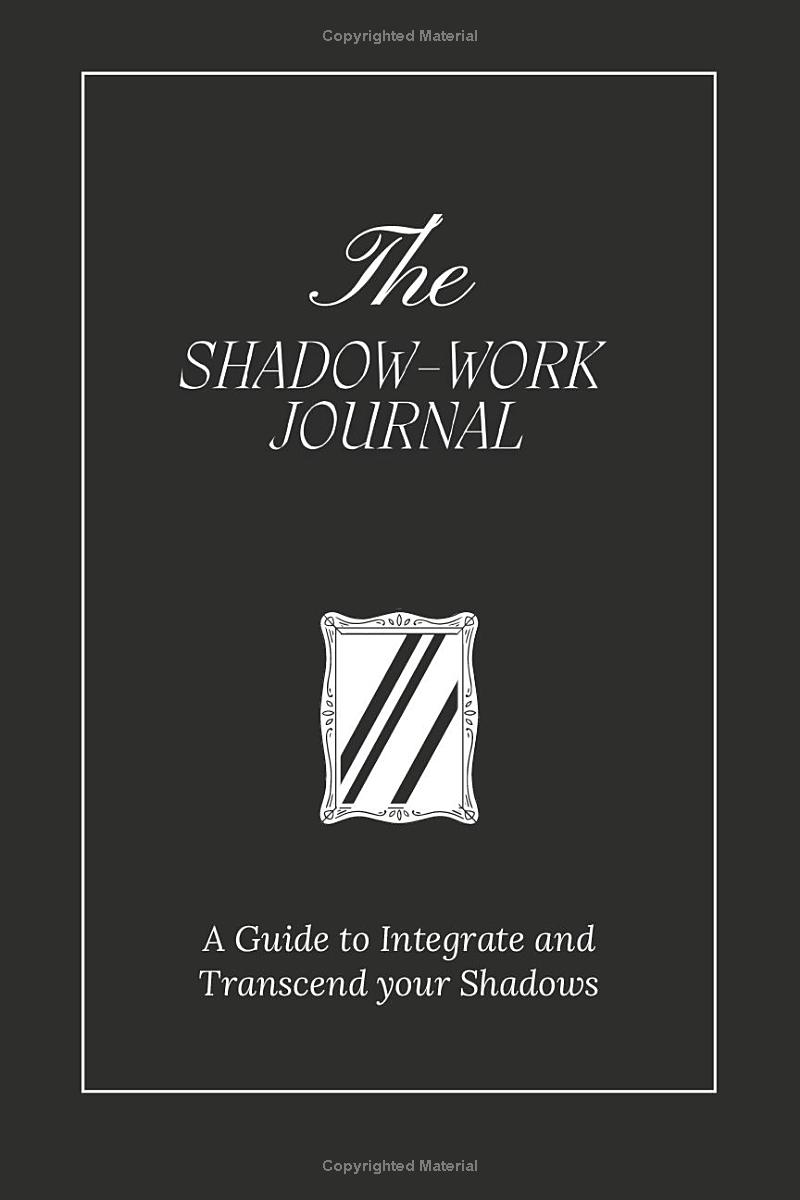 Copyrighted Material
The
SHADOW-WORK
JOURNAL
A Guide to Integrate and
Transcend your Shadows
Copyrighted Material